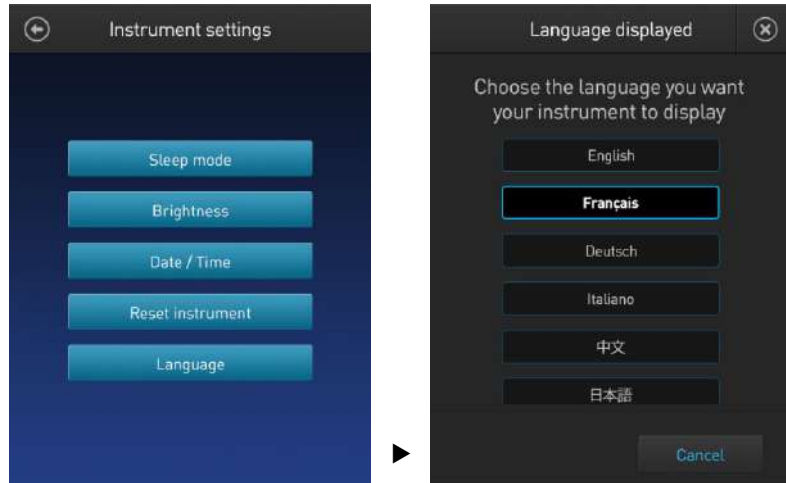 Instrument settings
Sleep mode
Brightness
Date / Time
Reset instrument
Language
Language displayed
Choose the language you want
your instrument to display
English
Français
Deutsch
Italiano
中文
日本語
Cancel